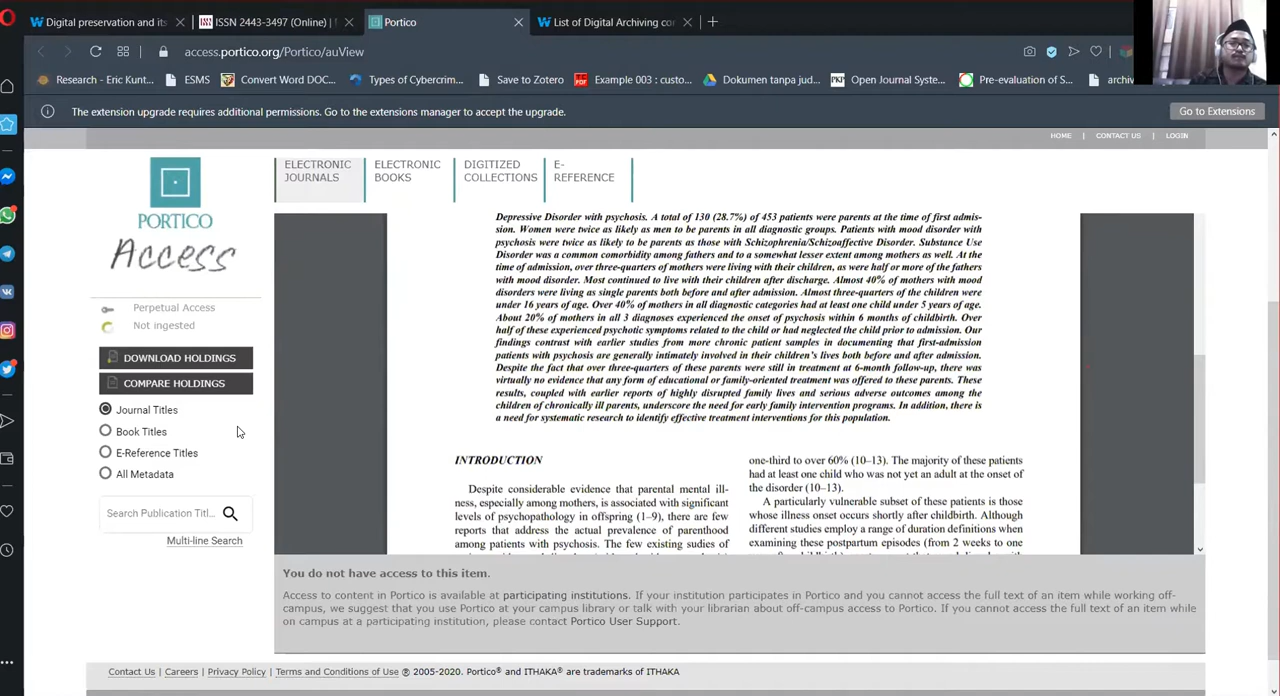 Digital preservation and its
ISSN 2443-3497 (Online) |
Portico
List of Digital Archiving co
access.portico.org/Portico/auView
Research - Eric Kunt...
ESMS
Convert Word DOC...
Types of Cybercrim...
Save to Zotero
Example 003 : custo...
Dokumen tanpa jud...
Open Journal Syste...
Pre-evaluation of S...
archiv
The extension upgrade requires additional permissions. Go to the extensions manager to accept the upgrade.
Go to Extensions
HOME
CONTACT US
LOGIN
PORTICO
Access
ELECTRONIC
JOURNALS
ELECTRONIC
BOOKS
DIGITIZED
COLLECTIONS
E-
REFERENCE
Perpetual Access
Not ingested
DOWNLOAD HOLDINGS
COMPARE HOLDINGS
Journal Titles
Book Titles
E-Reference Titles
All Metadata
Search Publication Titl...
Multi-line Search
Depressive Disorder with psychosis. A total of 130 (28.7%) of 453 patients were parents at the time of first admis-
sion. Women were twice as likely as men to be parents in all diagnostic groups. Patients with mood disorder with
psychosis were twice as likely to be parents as those with Schizophrenia/Schizoaffective Disorder. Substance Use
Disorder was a common comorbidity among fathers and to a somewhat lesser extent among mothers as well. At the
time of admission, over three-quarters of mothers were living with their children, as were half or more of the fathers
with mood disorder. Most continued to live with their children after discharge. Almost 40% of mothers with mood
disorders were living as single parents both before and after admission. Almost three-quarters of the children were
under 16 years of age. Over 40% of mothers in all diagnostic categories had at least one child under 5 years of age.
About 20% of mothers in all 3 diagnoses experienced the onset of psychosis within 6 months of childbirth. Over
half of these experienced psychotic symptoms related to the child or had neglected the child prior to admission. Our
findings contrast with earlier studies from more chronic patient samples in documenting that first-admission
patients with psychosis are generally intimately involved in their children's lives both before and after admission.
Despite the fact that over three-quarters of these parents were still in treatment at 6-month follow-up, there was
virtually no evidence that any form of educational or family-oriented treatment was offered to these parents. These
results, coupled with earlier reports of highly disrupted family lives and serious adverse outcomes among the
children of chronically ill parents, underscore the need for early family intervention programs. In addition, there is
a need for systematic research to identify effective treatment interventions for this population.
INTRODUCTION
Despite considerable evidence that parental mental ill-
ness, especially among mothers, is associated with significant
levels of psychopathology in offspring (1–9), there are few
reports that address the actual prevalence of parenthood
among patients with psychosis. The few existing sudies of
one-third to over 60% (10–13). The majority of these patients
had at least one child who was not yet an adult at the onset of
the disorder (10–13).
A particularly vulnerable subset of these patients is those
whose illness onset occurs shortly after childbirth. Although
different studies employ a range of duration definitions when
examining these postpartum episodes (from 2 weeks to one
You do not have access to this item.
Access to content in Portico is available at participating institutions. If your institution participates in Portico and you cannot access the full text of an item while working off-
campus, we suggest that you use Portico at your campus library or talk with your librarian about off-campus access to Portico. If you cannot access the full text of an item while
on campus at a participating institution, please contact Portico User Support.
Contact Us | Careers | Privacy Policy | Terms and Conditions of Use ® 2005-2020. Portico® and ITHAKA® are trademarks of ITHAKA